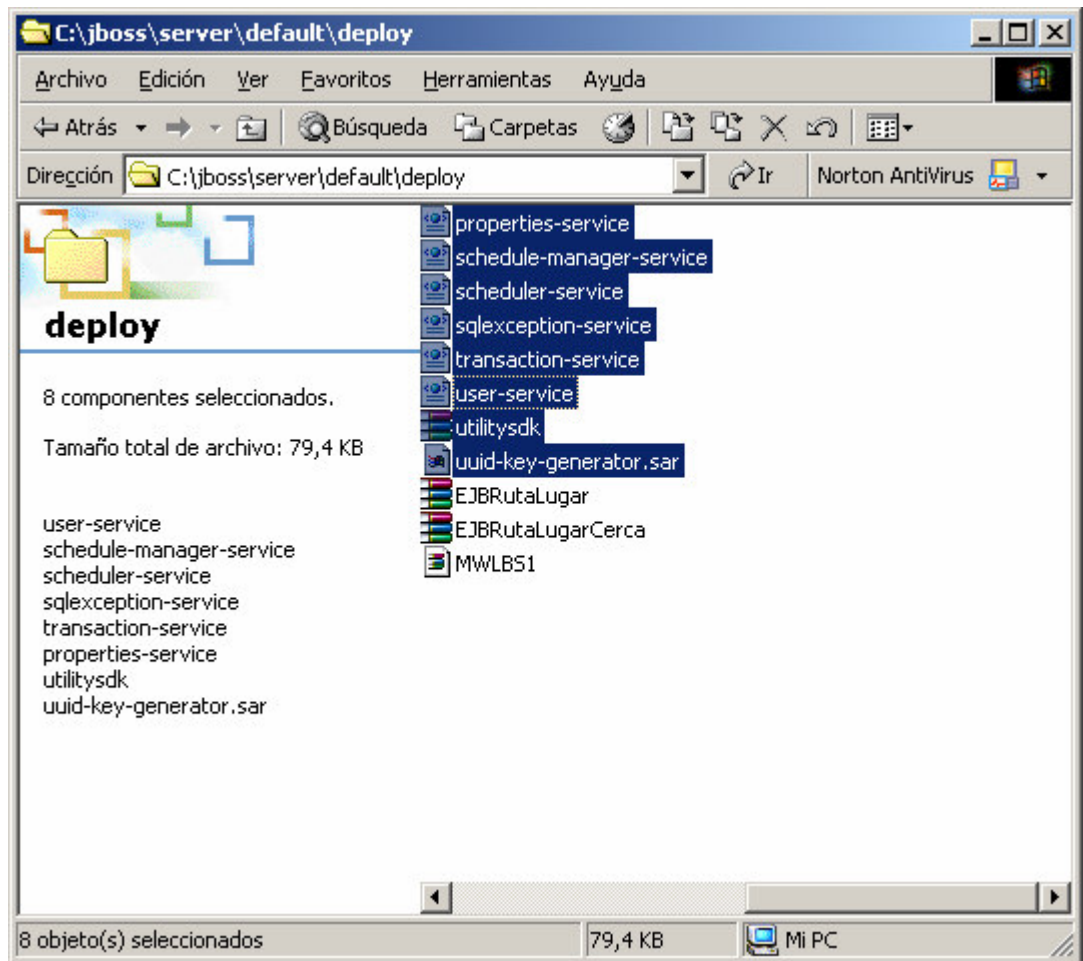 C:\jboss\server\default\deploy
Archivo Edición Ver Favoritos Herramientas Ayuda
Atrás Búsqueda Carpetas
Dirección C:\jboss\server\default\deploy Ir Norton AntiVirus
deploy
8 componentes seleccionados.
Tamaño total de archivo: 79,4 KB
user-service
schedule-manager-service
scheduler-service
sqlexception-service
transaction-service
properties-service
utilitysdk
uuid-key-generator.sar
properties-service
schedule-manager-service
scheduler-service
sqlexception-service
transaction-service
user-service
utilitysdk
uuid-key-generator.sar
EJBRutaLugar
EJBRutaLugarCerca
MWLBS1
8 objeto(s) seleccionados 79,4 KB Mi PC